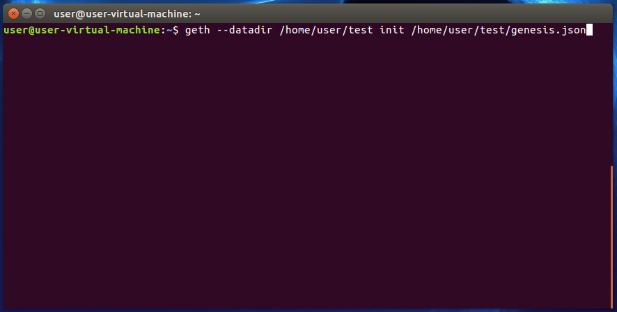 user@user-virtual-machine: ~
user@user-virtual-machine:~$ geth --datadir /home/user/test init /home/user/test/genesis.json